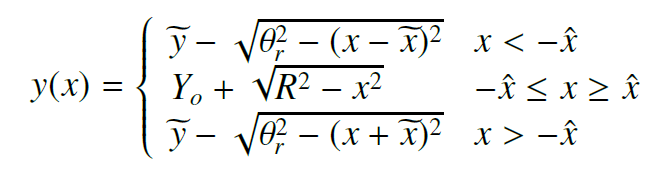 ỹ − √(θ_r² − (x − x̃)²) x < −x̂
y(x) = { Y_o + √(R² − x²) −x̂ ≤ x ≥ x̂
ỹ − √(θ_r² − (x + x̃)²) x > −x̂